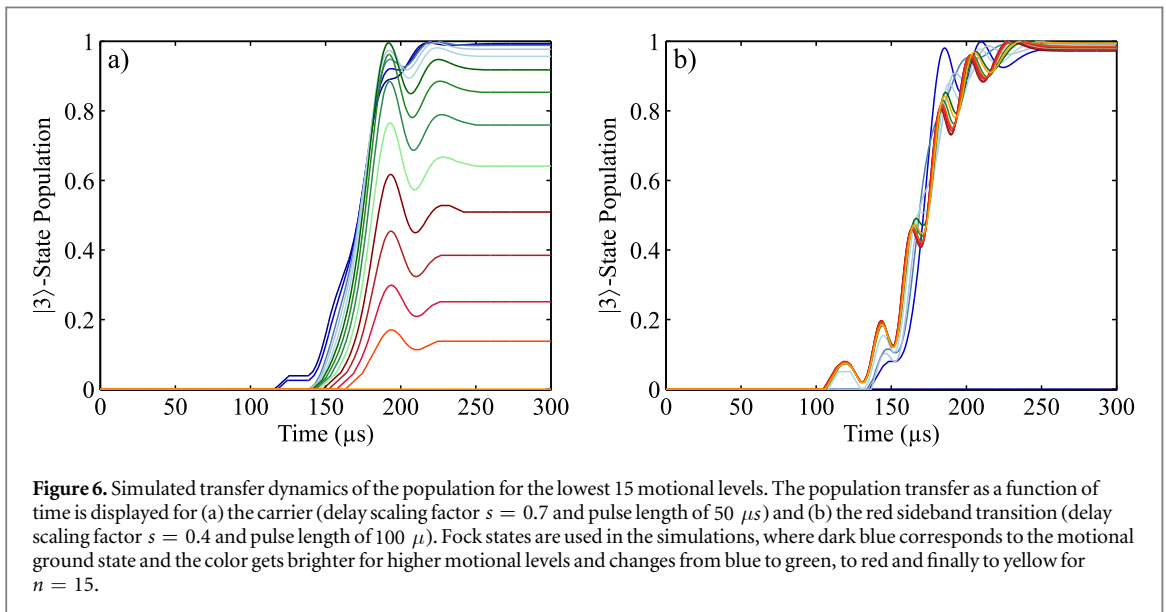 a)
1
0.8
0.6
0.4
0.2
0
|3⟩-State Population
0 50 100 150 200 250 300
Time (µs)
b)
1
0.8
0.6
0.4
0.2
0
|3⟩-State Population
0 50 100 150 200 250 300
Time (µs)
Figure 6. Simulated transfer dynamics of the population for the lowest 15 motional levels. The population transfer as a function of
time is displayed for (a) the carrier (delay scaling factor s = 0.7 and pulse length of 50 μs) and (b) the red sideband transition (delay
scaling factor s = 0.4 and pulse length of 100 μ). Fock states are used in the simulations, where dark blue corresponds to the motional
ground state and the color gets brighter for higher motional levels and changes from blue to green, to red and finally to yellow for
n = 15.